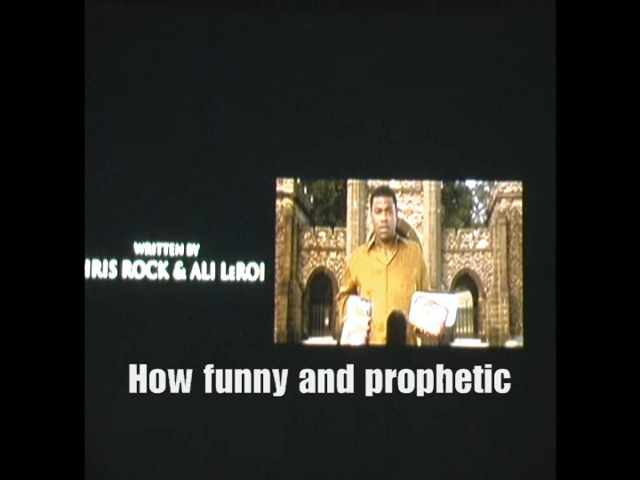 WRITTEN BY
IRIS ROCK & ALI LEROI
How funny and prophetic